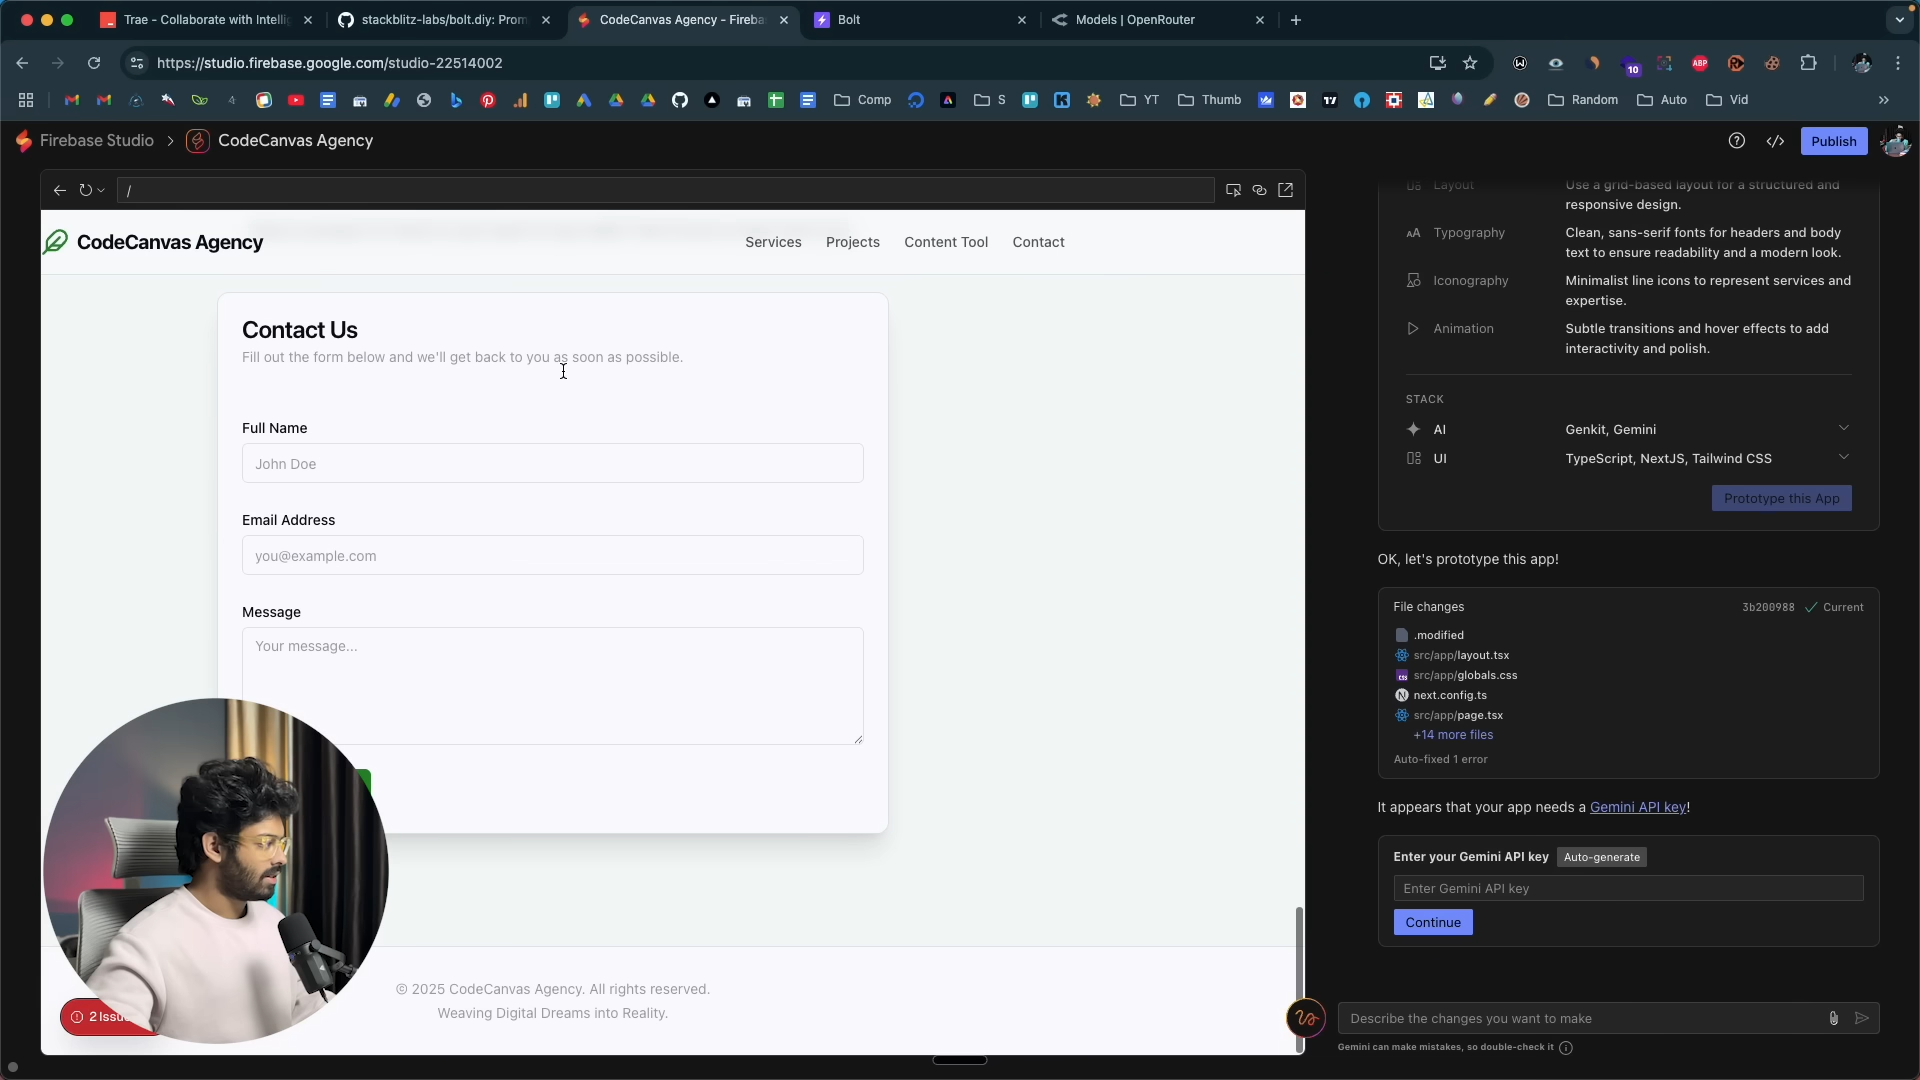 Trae - Collaborate with Intelli
stackblitz-labs/bolt.diy: Prom
CodeCanvas Agency - Fireba
Bolt
Models | OpenRouter
https://studio.firebase.google.com/studio-22514002
10
ABP
Comp
S
YT
Thumb
Random
Auto
Vid
Firebase Studio
CodeCanvas Agency
Publish
/
CodeCanvas Agency
Services
Projects
Content Tool
Contact
Contact Us
Fill out the form below and we'll get back to you as soon as possible.
Full Name
John Doe
Email Address
you@example.com
Message
Your message...
© 2025 CodeCanvas Agency. All rights reserved.
Weaving Digital Dreams into Reality.
2 Issu
Layout
Use a grid-based layout for a structured and
responsive design.
Typography
Clean, sans-serif fonts for headers and body
text to ensure readability and a modern look.
Iconography
Minimalist line icons to represent services and
expertise.
Animation
Subtle transitions and hover effects to add
interactivity and polish.
STACK
AI
Genkit, Gemini
UI
TypeScript, NextJS, Tailwind CSS
Prototype this App
OK, let's prototype this app!
File changes
3b200988
Current
.modified
src/app/layout.tsx
src/app/globals.css
next.config.ts
src/app/page.tsx
+14 more files
Auto-fixed 1 error
It appears that your app needs a Gemini API key!
Enter your Gemini API key
Auto-generate
Enter Gemini API key
Continue
Describe the changes you want to make
Gemini can make mistakes, so double-check it